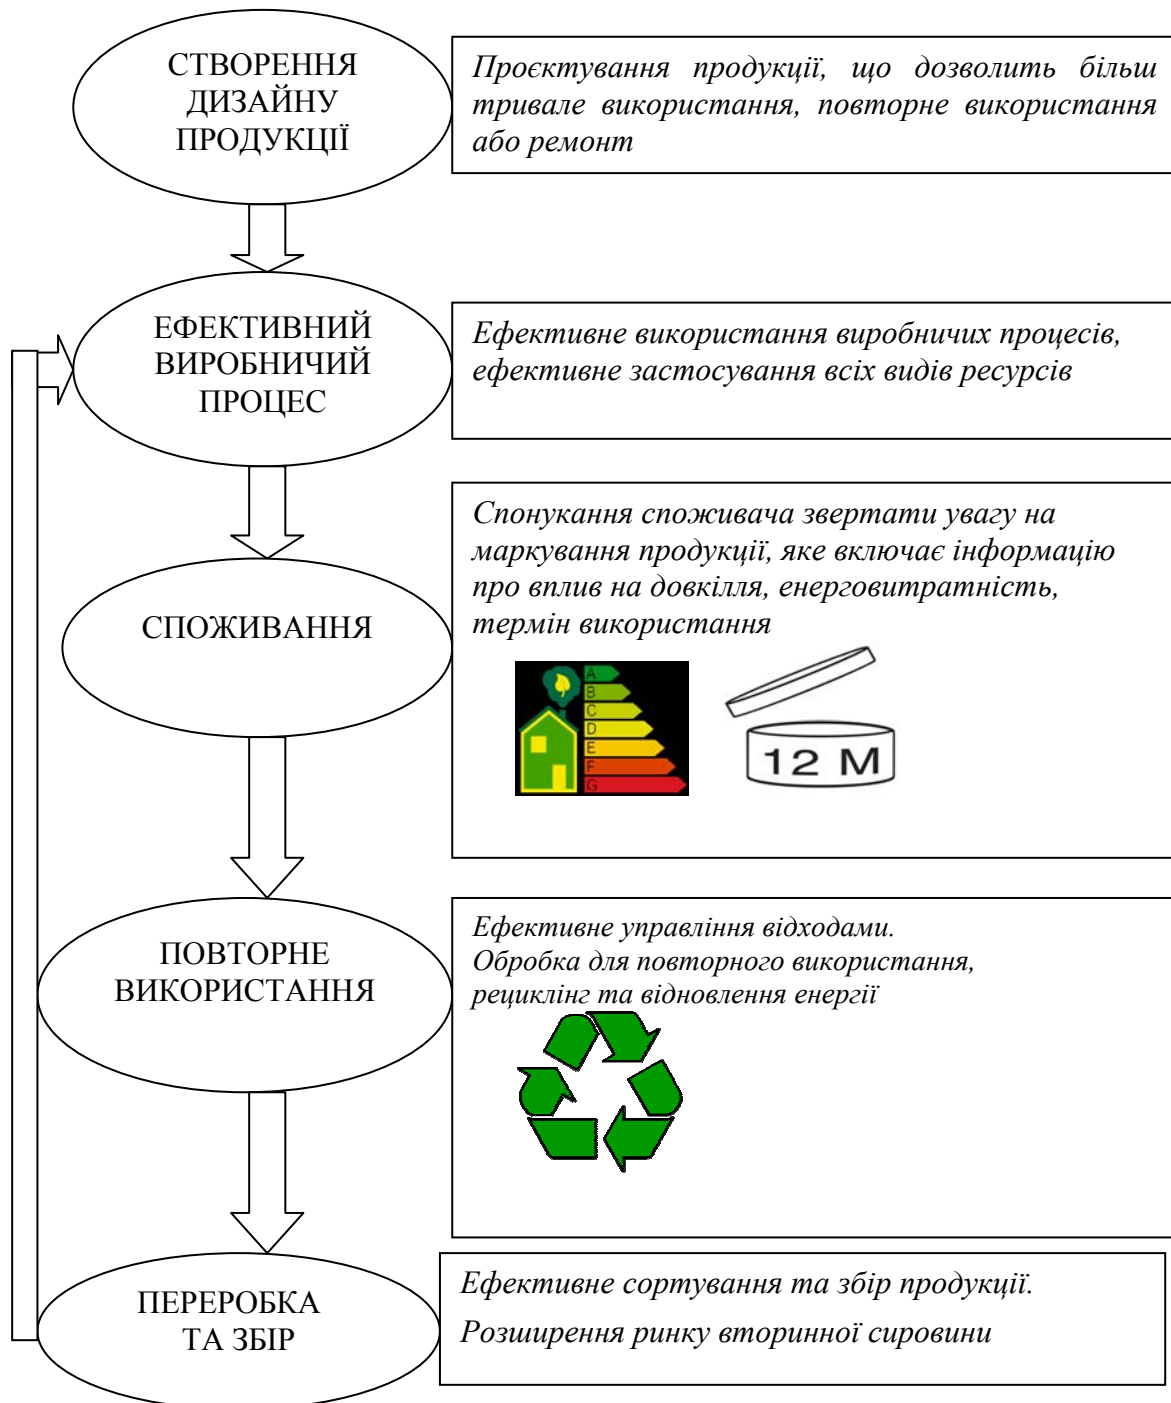 СТВОРЕННЯ
ДИЗАЙНУ
ПРОДУКЦІЇ
Проєктування продукції, що дозволить більш
тривале використання, повторне використання
або ремонт
ЕФЕКТИВНИЙ
ВИРОБНИЧИЙ
ПРОЦЕС
Ефективне використання виробничих процесів,
ефективне застосування всіх видів ресурсів
СПОЖИВАННЯ
Спонукання споживача звертати увагу на
маркування продукції, яке включає інформацію
про вплив на довкілля, енерговитратність,
термін використання
A
B
C
D
E
F
G
12 M
ПОВТОРНЕ
ВИКОРИСТАННЯ
Ефективне управління відходами.
Обробка для повторного використання,
рециклінг та відновлення енергії
ПЕРЕРОБКА
ТА ЗБІР
Ефективне сортування та збір продукції.
Розширення ринку вторинної сировини